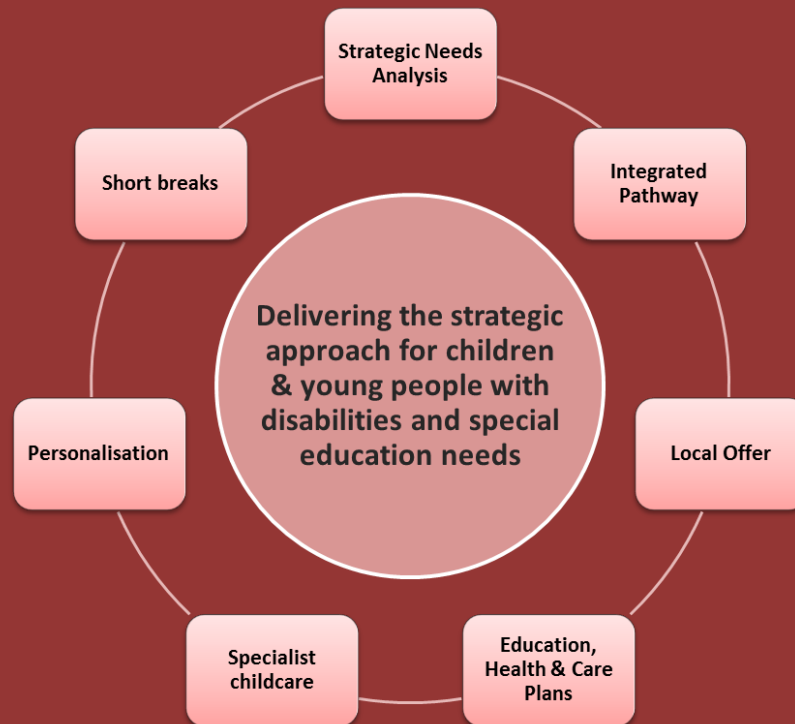 Strategic Needs
Analysis
Integrated
Pathway
Local Offer
Education,
Health & Care
Plans
Specialist
childcare
Personalisation
Short breaks
Delivering the strategic
approach for children
& young people with
disabilities and special
education needs